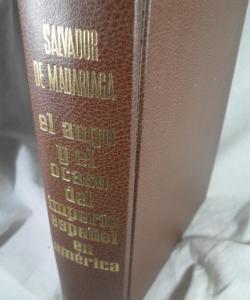 SALVADOR
DE MADARIAGA
el auge
y el
ocaso
del
imperio
español
en
américa